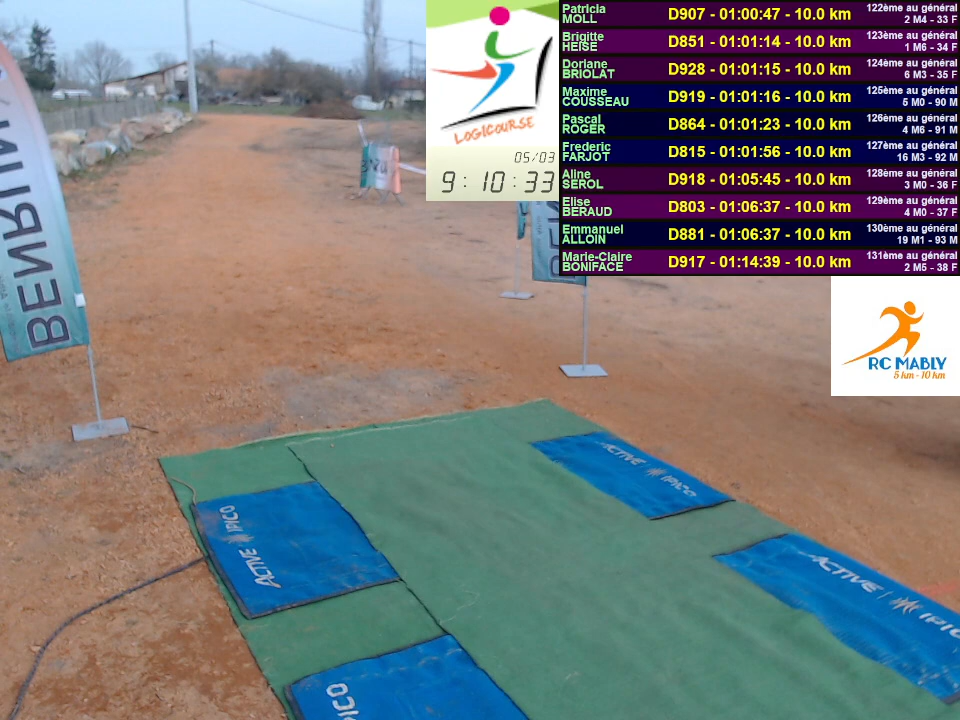 Patricia
MOLL
D907 - 01:00:47 - 10.0 km
122ème au général
2 M4 - 33 F
Brigitte
HEISE
D851 - 01:01:14 - 10.0 km
123ème au général
1 M6 - 34 F
Doriane
BRIOLAT
D928 - 01:01:15 - 10.0 km
124ème au général
6 M3 - 35 F
Maxime
COUSSEAU
D919 - 01:01:16 - 10.0 km
125ème au général
5 M0 - 90 M
Pascal
ROGER
D864 - 01:01:23 - 10.0 km
126ème au général
4 M6 - 91 M
Frederic
FARJOT
D815 - 01:01:56 - 10.0 km
127ème au général
16 M3 - 92 M
Aline
SEROL
D918 - 01:05:45 - 10.0 km
128ème au général
3 M0 - 36 F
Elise
BERAUD
D803 - 01:06:37 - 10.0 km
129ème au général
4 M0 - 37 F
Emmanuel
ALLOIN
D881 - 01:06:37 - 10.0 km
130ème au général
19 M1 - 93 M
Marie-Claire
BONIFACE
D917 - 01:14:39 - 10.0 km
131ème au général
2 M5 - 38 F
LOGICOURSE
05/03
9:10:33
RC MABLY
5 km - 10 km
ACTIVE IPICO
ACTIVE IPICO
ACTIVE IPICO
IPICO